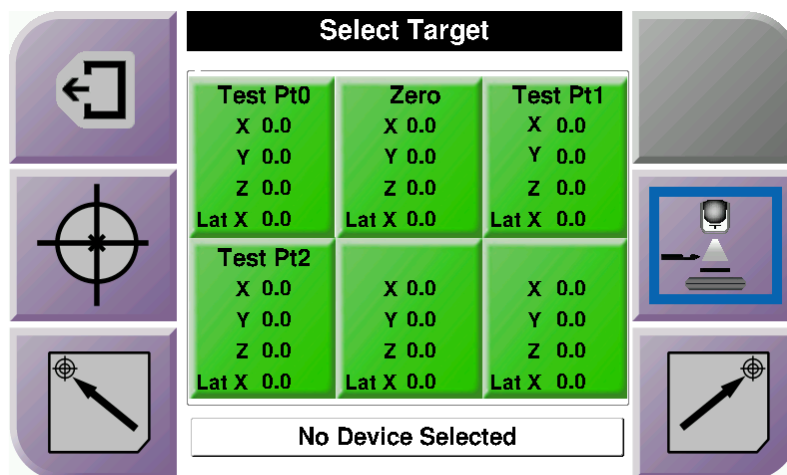 Select Target
Test Pt0 Zero Test Pt1
X 0.0 X 0.0 X 0.0
Y 0.0 Y 0.0 Y 0.0
Z 0.0 Z 0.0 Z 0.0
Lat X 0.0 Lat X 0.0 Lat X 0.0
Test Pt2
X 0.0 X 0.0 X 0.0
Y 0.0 Y 0.0 Y 0.0
Z 0.0 Z 0.0 Z 0.0
Lat X 0.0 Lat X 0.0 Lat X 0.0
No Device Selected